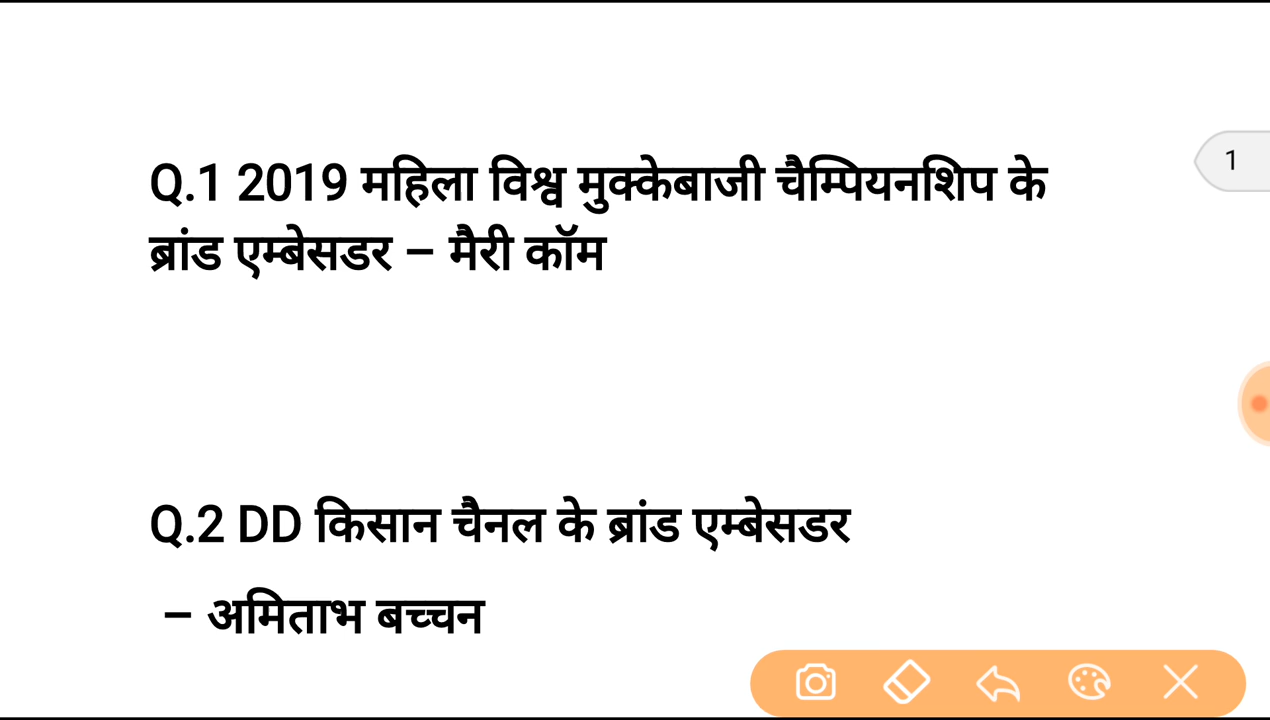 Q.1 2019 महिला विश्व मुक्केबाजी चैम्पियनशिप के
ब्रांड एम्बेसडर – मैरी कॉम
1
Q.2 DD किसान चैनल के ब्रांड एम्बेसडर
– अमिताभ बच्चन